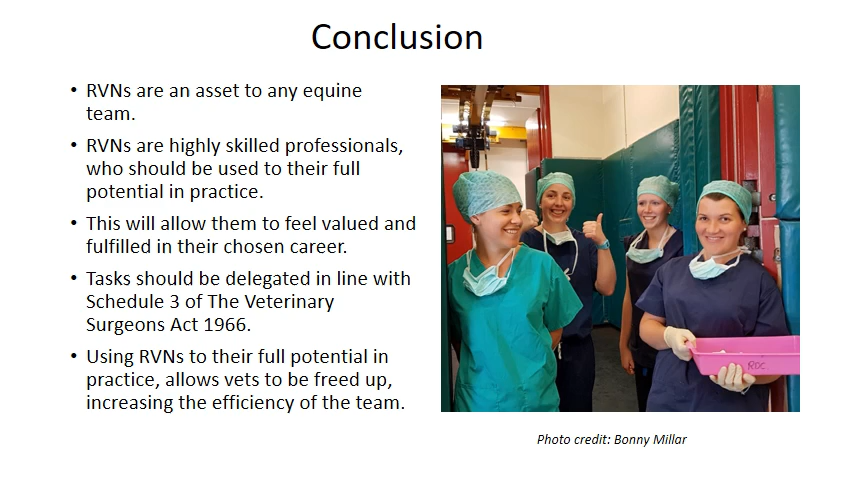 Conclusion
• RVNs are an asset to any equine
team.
• RVNs are highly skilled professionals,
who should be used to their full
potential in practice.
• This will allow them to feel valued and
fulfilled in their chosen career.
• Tasks should be delegated in line with
Schedule 3 of The Veterinary
Surgeons Act 1966.
• Using RVNs to their full potential in
practice, allows vets to be freed up,
increasing the efficiency of the team.
ROC
Photo credit: Bonny Millar